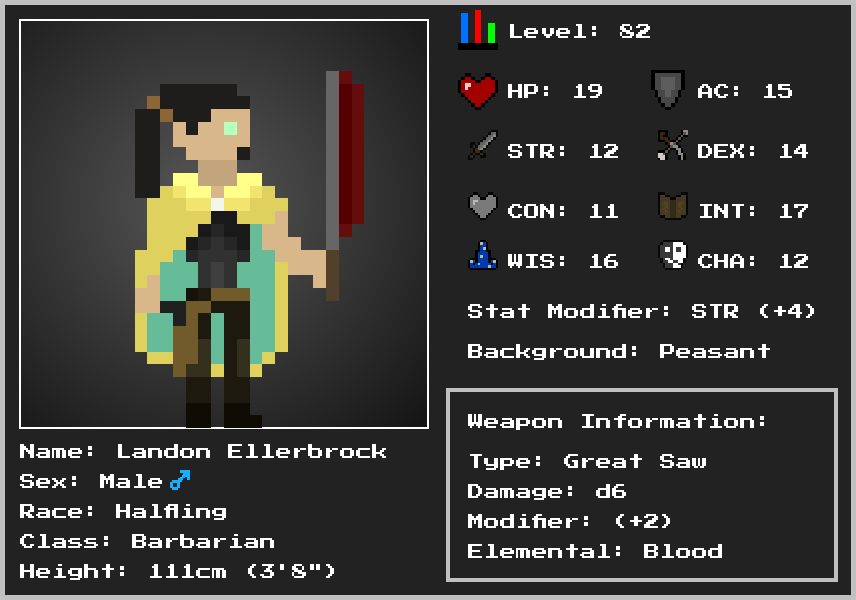 Level: 82
HP: 19
AC: 15
STR: 12
DEX: 14
CON: 11
INT: 17
WIS: 16
CHA: 12
Stat Modifier: STR (+4)
Background: Peasant
Name: Landon Ellerbrock
Sex: Male♂
Race: Halfling
Class: Barbarian
Height: 111cm (3'8")
Weapon Information:
Type: Great Saw
Damage: d6
Modifier: (+2)
Elemental: Blood